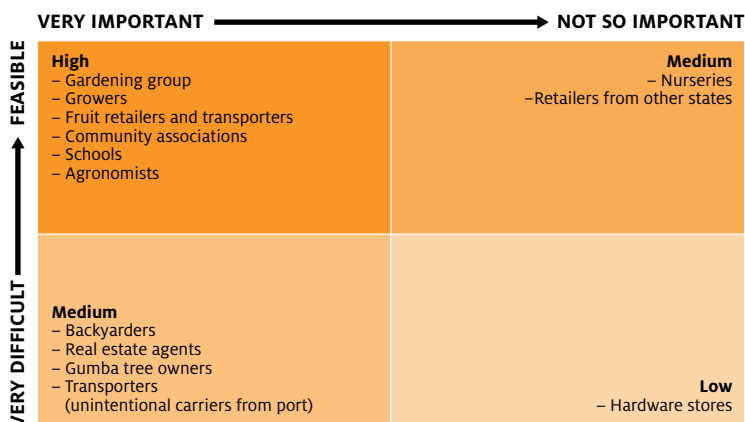 VERY IMPORTANT
NOT SO IMPORTANT
FEASIBLE
VERY DIFFICULT
High
– Gardening group
– Growers
– Fruit retailers and transporters
– Community associations
– Schools
– Agronomists
Medium
– Nurseries
–Retailers from other states
Medium
– Backyarders
– Real estate agents
– Gumba tree owners
– Transporters
(unintentional carriers from port)
Low
– Hardware stores